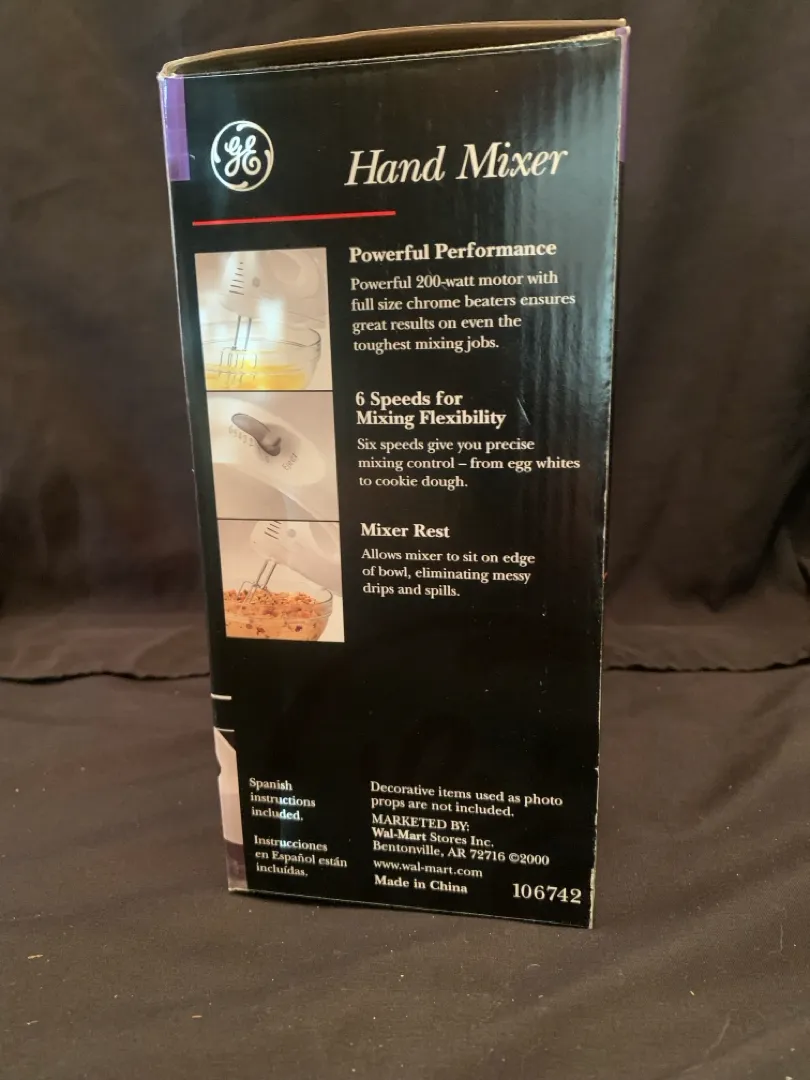 GE
Hand Mixer
Powerful Performance
Powerful 200-watt motor with
full size chrome beaters ensures
great results on even the
toughest mixing jobs.
6 Speeds for
Mixing Flexibility
Six speeds give you precise
mixing control – from egg whites
to cookie dough.
Mixer Rest
Allows mixer to sit on edge
of bowl, eliminating messy
drips and spills.
Spanish
instructions
included.
Instrucciones
en Español están
incluídas.
Decorative items used as photo
props are not included.
MARKETED BY:
Wal-Mart Stores Inc.
Bentonville, AR 72716 ©2000
www.wal-mart.com
Made in China
106742